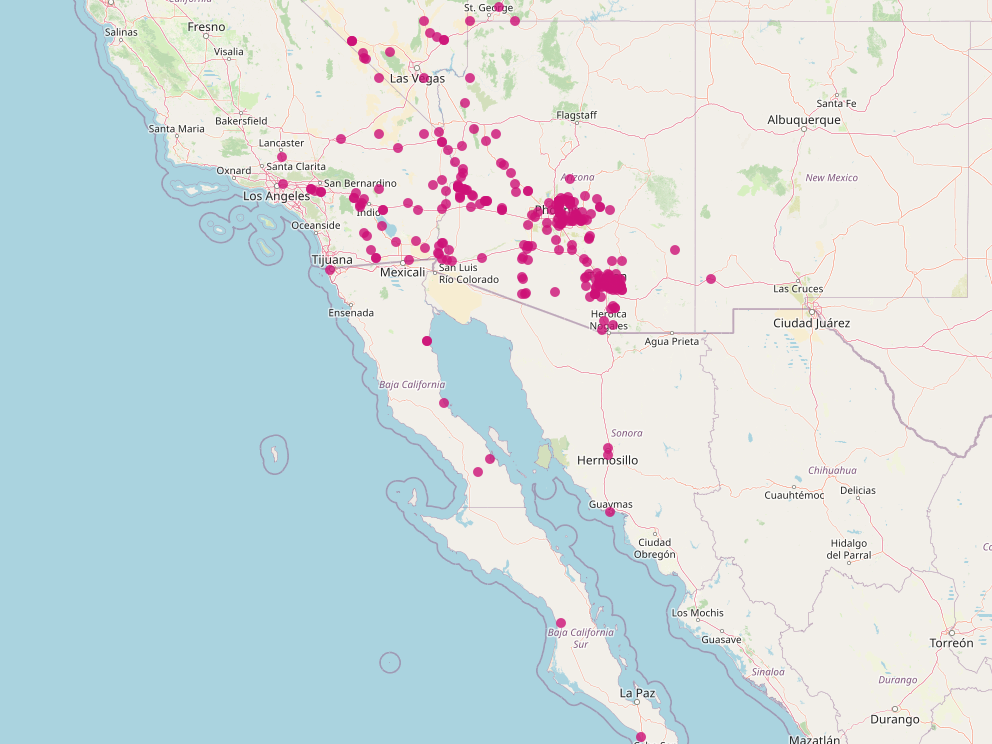 St. George
Salinas
Fresno
Visalia
Las Vegas
Santa Fe
Bakersfield
Albuquerque
Flagstaff
Santa Maria
Lancaster
Oxnard
Santa Clarita
Arizona
New Mexico
San Bernardino
Los Angeles
Indio
Oceanside
Tijuana
Mexicali
San Luis
Río Colorado
Las Cruces
Ensenada
Heroica
Nogales
Ciudad Juárez
Agua Prieta
Baja California
Sonora
Hermosillo
Chihuahua
Cuauhtémoc
Delicias
Guaymas
Ciudad
Obregón
Hidalgo
del Parral
Los Mochis
Guasave
Baja California
Sur
Torreón
Sinaloa
Durango
La Paz
Durango
Mazatlán